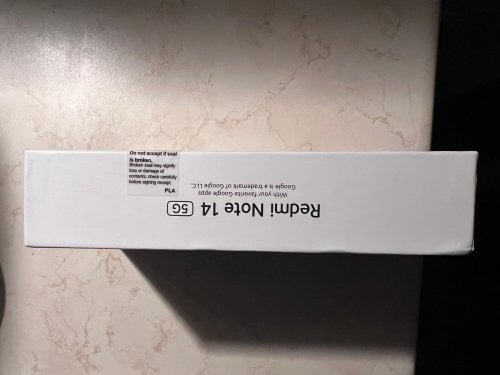 Do not accept if seal
is broken.
Broken seal may signify
loss or damage of
contents; check carefully
before signing receipt.
PLA
Redmi Note 14 5G
With your favorite Google apps
Google is a trademark of Google LLC.